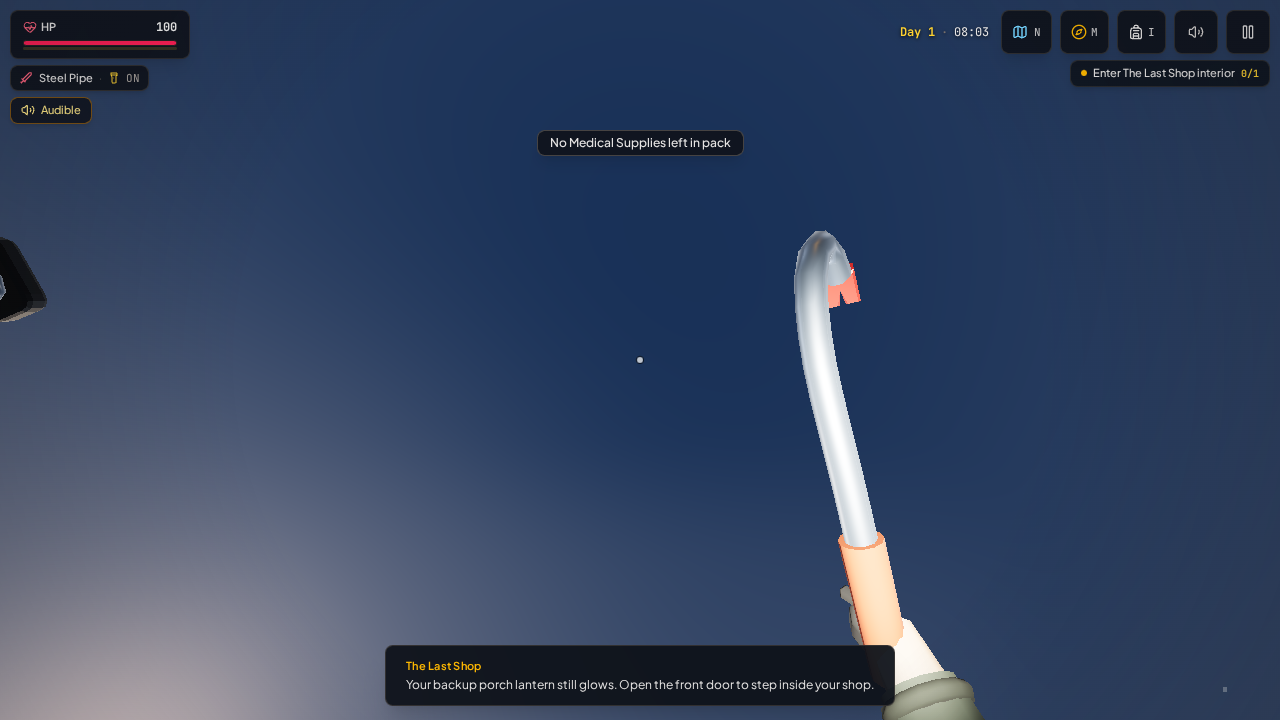 HP 100
Steel Pipe · ON
Audible
Day 1 · 08:03
N
M
I
Enter The Last Shop interior 0/1
No Medical Supplies left in pack
The Last Shop
Your backup porch lantern still glows. Open the front door to step inside your shop.